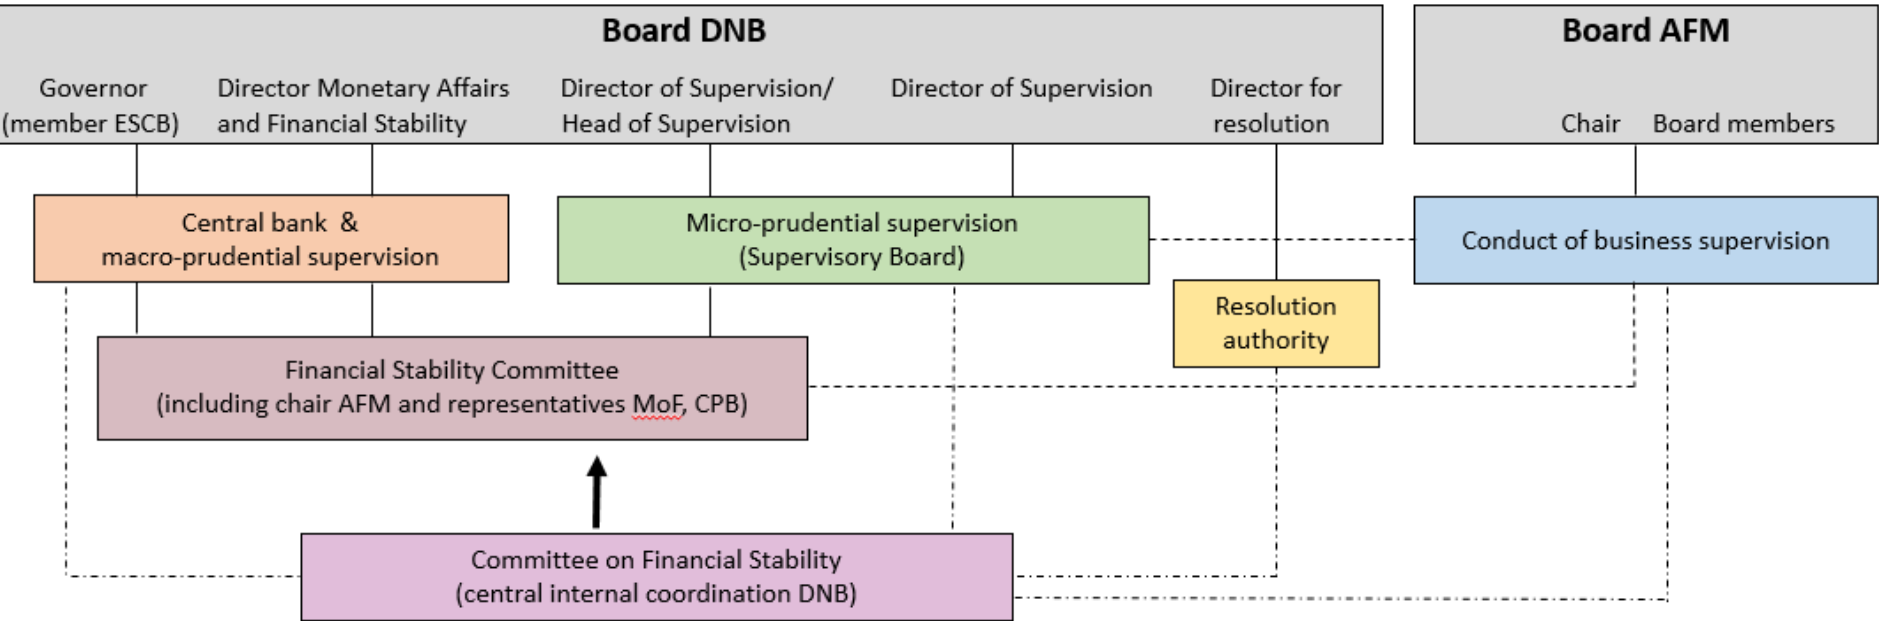 Board DNB
Board AFM
Governor
(member ESCB)
Director Monetary Affairs
and Financial Stability
Director of Supervision/
Head of Supervision
Director of Supervision
Director for
resolution
Chair
Board members
Central bank &
macro-prudential supervision
Micro-prudential supervision
(Supervisory Board)
Conduct of business supervision
Resolution
authority
Financial Stability Committee
(including chair AFM and representatives MoF, CPB)
Committee on Financial Stability
(central internal coordination DNB)